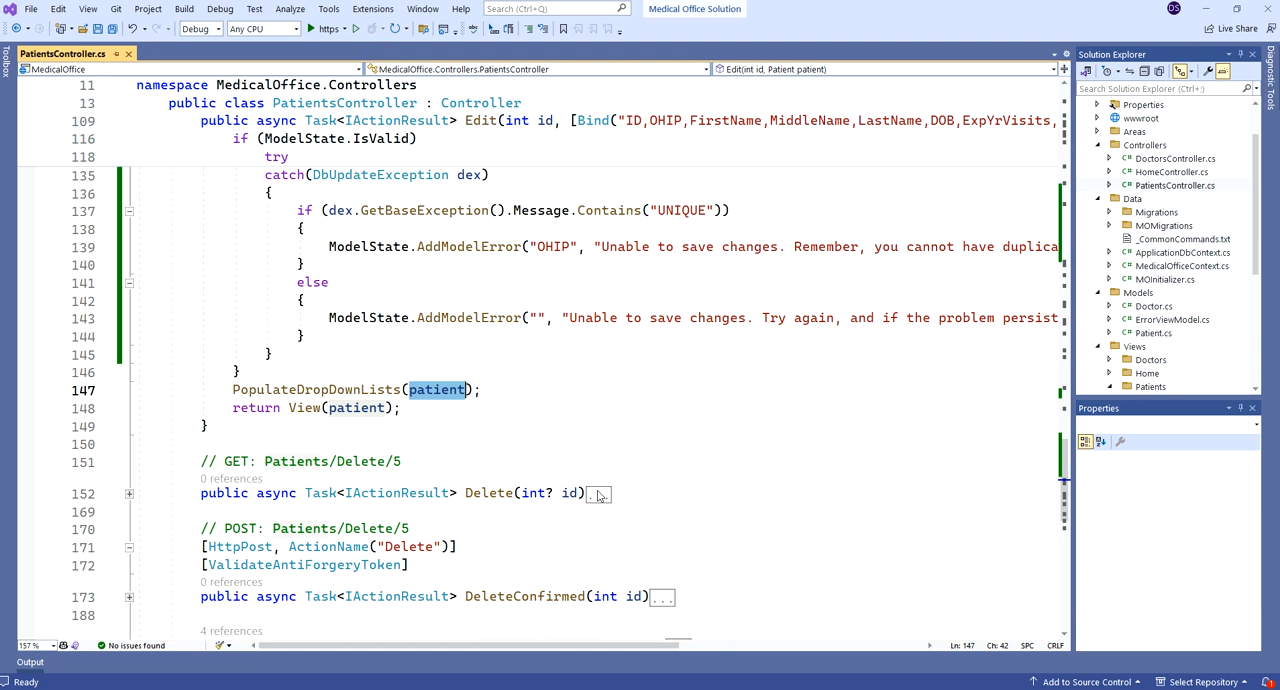 File Edit View Git Project Build Debug Test Analyze Tools Extensions Window Help Search (Ctrl+Q) Medical Office Solution DS
Debug Any CPU https Live Share
Toolbox
PatientsController.cs
MedicalOffice MedicalOffice.Controllers.PatientsController Edit(int id, Patient patient)
11 namespace MedicalOffice.Controllers
13 public class PatientsController : Controller
109 public async Task<IActionResult> Edit(int id, [Bind("ID,OHIP,FirstName,MiddleName,LastName,DOB,ExpYrVisits,
116 if (ModelState.IsValid)
118 try
135 catch(DbUpdateException dex)
136 {
137 if (dex.GetBaseException().Message.Contains("UNIQUE"))
138 {
139 ModelState.AddModelError("OHIP", "Unable to save changes. Remember, you cannot have duplica
140 }
141 else
142 {
143 ModelState.AddModelError("", "Unable to save changes. Try again, and if the problem persist
144 }
145 }
146 }
147 PopulateDropDownLists(patient);
148 return View(patient);
149 }
150
151 // GET: Patients/Delete/5
0 references
152 public async Task<IActionResult> Delete(int? id)...
169
170 // POST: Patients/Delete/5
171 [HttpPost, ActionName("Delete")]
172 [ValidateAntiForgeryToken]
0 references
173 public async Task<IActionResult> DeleteConfirmed(int id)...
188
4 references
157 % No issues found Ln: 147 Ch: 42 SPC CRLF
Output
Ready Add to Source Control Select Repository 1
Solution Explorer
Search Solution Explorer (Ctrl+;)
Properties
wwwroot
Areas
Controllers
DoctorsController.cs
HomeController.cs
PatientsController.cs
Data
Migrations
MOMigrations
_CommonCommands.txt
ApplicationDbContext.cs
MedicalOfficeContext.cs
MOInitializer.cs
Models
Doctor.cs
ErrorViewModel.cs
Patient.cs
Views
Doctors
Home
Patients
Properties
Diagnostic Tools